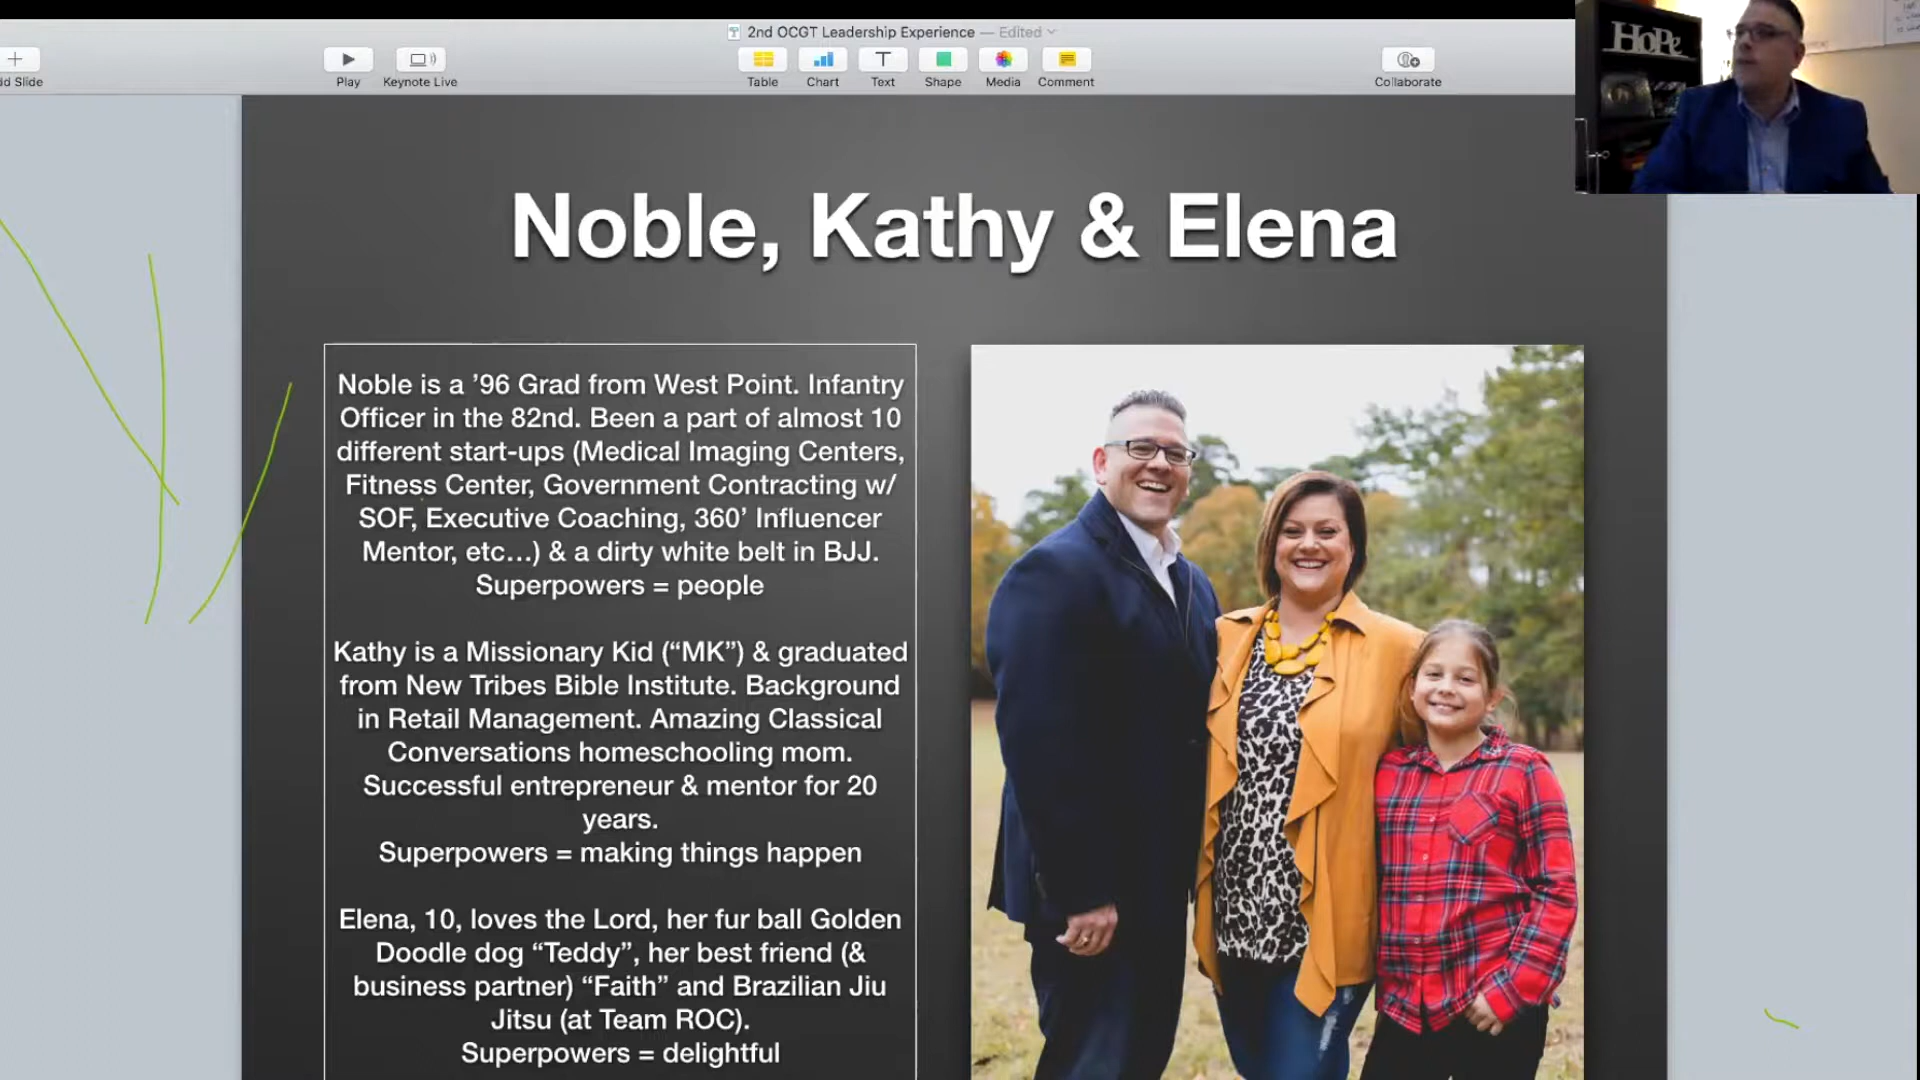 2nd OCGT Leadership Experience — Edited
dd Slide
Play
Keynote Live
Table
Chart
Text
Shape
Media
Comment
Collaborate
HoPe
Noble, Kathy & Elena
Noble is a ’96 Grad from West Point. Infantry
Officer in the 82nd. Been a part of almost 10
different start-ups (Medical Imaging Centers,
Fitness Center, Government Contracting w/
SOF, Executive Coaching, 360’ Influencer
Mentor, etc…) & a dirty white belt in BJJ.
Superpowers = people
Kathy is a Missionary Kid (“MK”) & graduated
from New Tribes Bible Institute. Background
in Retail Management. Amazing Classical
Conversations homeschooling mom.
Successful entrepreneur & mentor for 20
years.
Superpowers = making things happen
Elena, 10, loves the Lord, her fur ball Golden
Doodle dog “Teddy”, her best friend (&
business partner) “Faith” and Brazilian Jiu
Jitsu (at Team ROC).
Superpowers = delightful